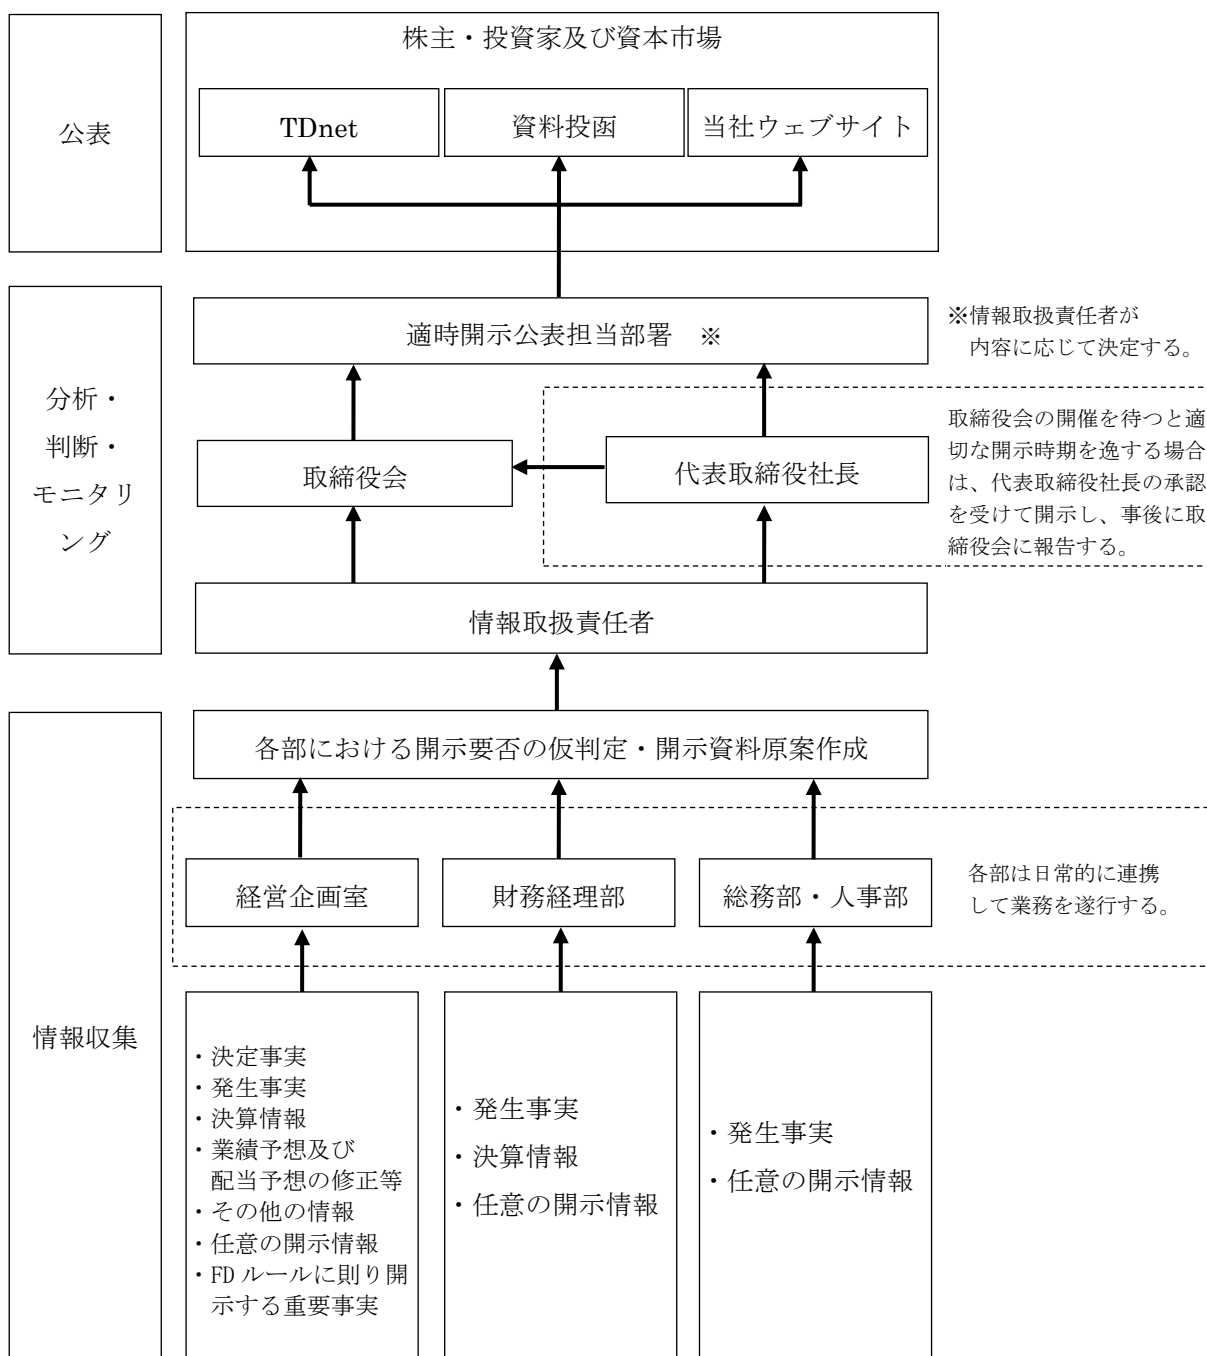 株主・投資家及び資本市場
公表
TDnet
資料投函
当社ウェブサイト
適時開示公表担当部署 ※
※情報取扱責任者が
内容に応じて決定する。
分析・
判断・
モニタリ
ング
取締役会
代表取締役社長
取締役会の開催を待つと適
切な開示時期を逸する場合
は、代表取締役社長の承認
を受けて開示し、事後に取
締役会に報告する。
情報取扱責任者
情報収集
各部における開示要否の仮判定・開示資料原案作成
経営企画室
財務経理部
総務部・人事部
各部は日常的に連携
して業務を遂行する。
・決定事実
・発生事実
・決算情報
・業績予想及び
配当予想の修正等
・その他の情報
・任意の開示情報
・FD ルールに則り開
示する重要事実
・発生事実
・決算情報
・任意の開示情報
・発生事実
・任意の開示情報